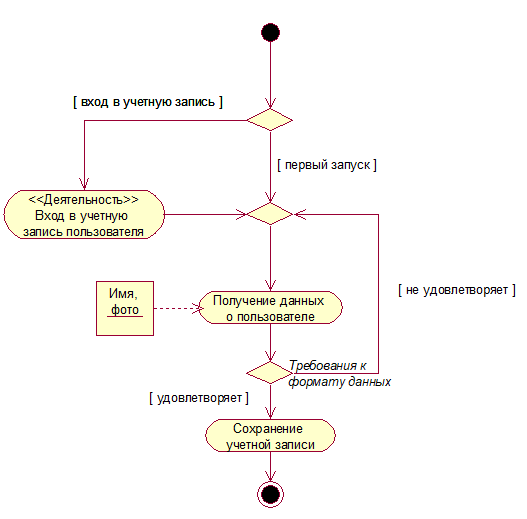 [ вход в учетную запись ]
[ первый запуск ]
<<Деятельность>>
Вход в учетную
запись пользователя
[ не удовлетворяет ]
Имя,
фото
Получение данных
о пользователе
Требования к
формату данных
[ удовлетворяет ]
Сохранение
учетной записи